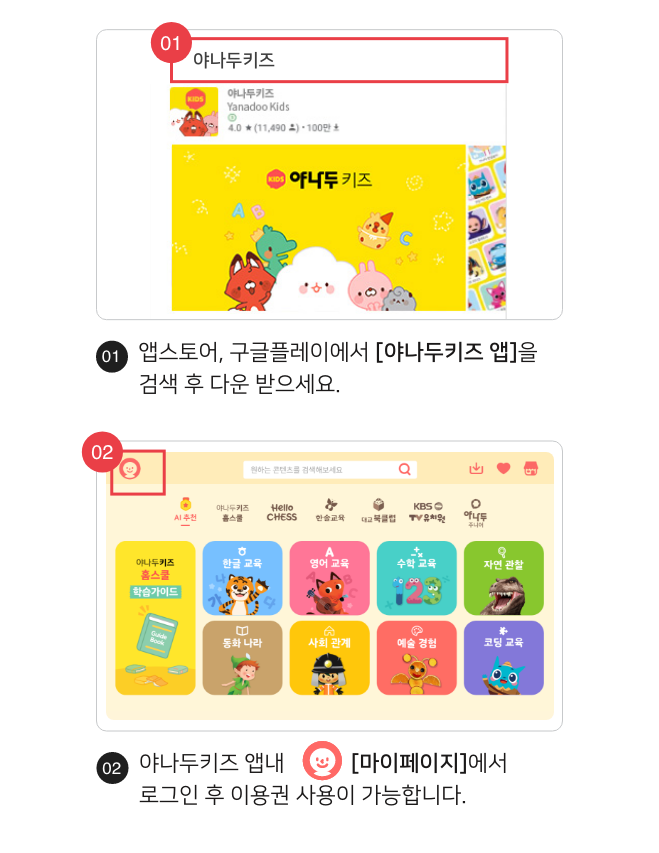 01
야나두키즈
KIDS
야나두키즈
Yanadoo Kids
4.0 ★ (11,490) • 100만
KIDS 야나두 키즈
A B
C
01 앱스토어, 구글플레이에서 [야나두키즈 앱]을
검색 후 다운 받으세요.
02
원하는 콘텐츠를 검색해보세요
AI 추천
야나두키즈
홈스쿨
Hello
CHESS
한솔교육
대교 북클럽
KBS
TV유치원
야나두
주니어
야나두키즈
홈스쿨
학습가이드
Guide
Book
한글 교육
영어 교육
수학 교육
123
자연 관찰
동화 나라
사회 관계
예술 경험
코딩 교육
02 야나두키즈 앱내 [마이페이지]에서
로그인 후 이용권 사용이 가능합니다.